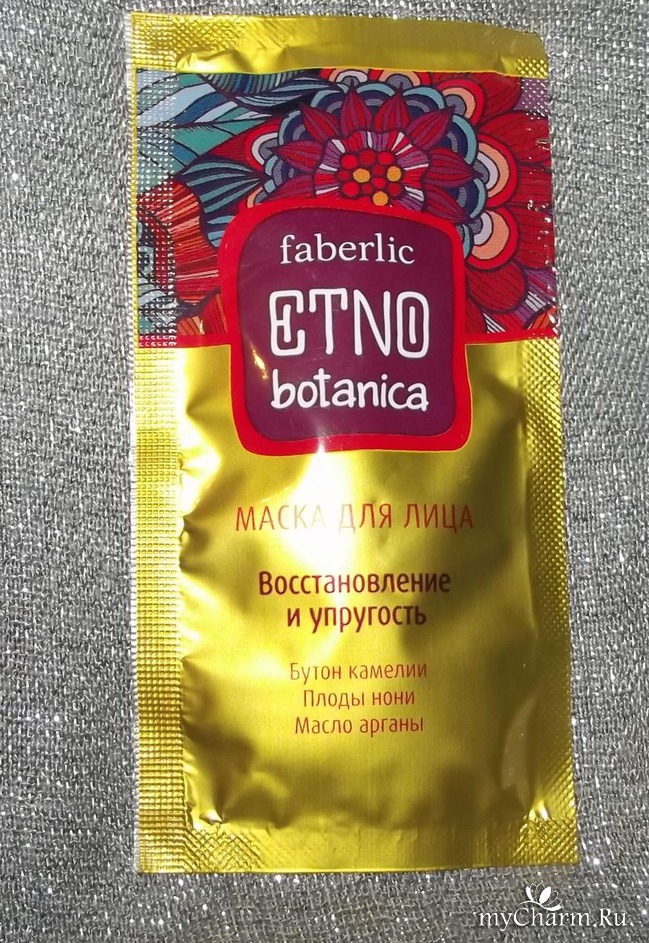 faberlic
ETNO
botanica
МАСКА ДЛЯ ЛИЦА
Восстановление
и упругость
Бутон камелии
Плоды нони
Масло арганы
myCharm.Ru